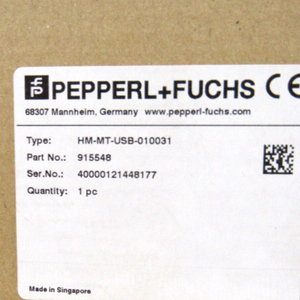 PEPPERL+FUCHS CE
68307 Mannheim, Germany www.pepperl-fuchs.com
Type: HM-MT-USB-010031
Part No.: 915548
Ser.No.: 40000121448177
Quantity: 1 pc
Made in Singapore